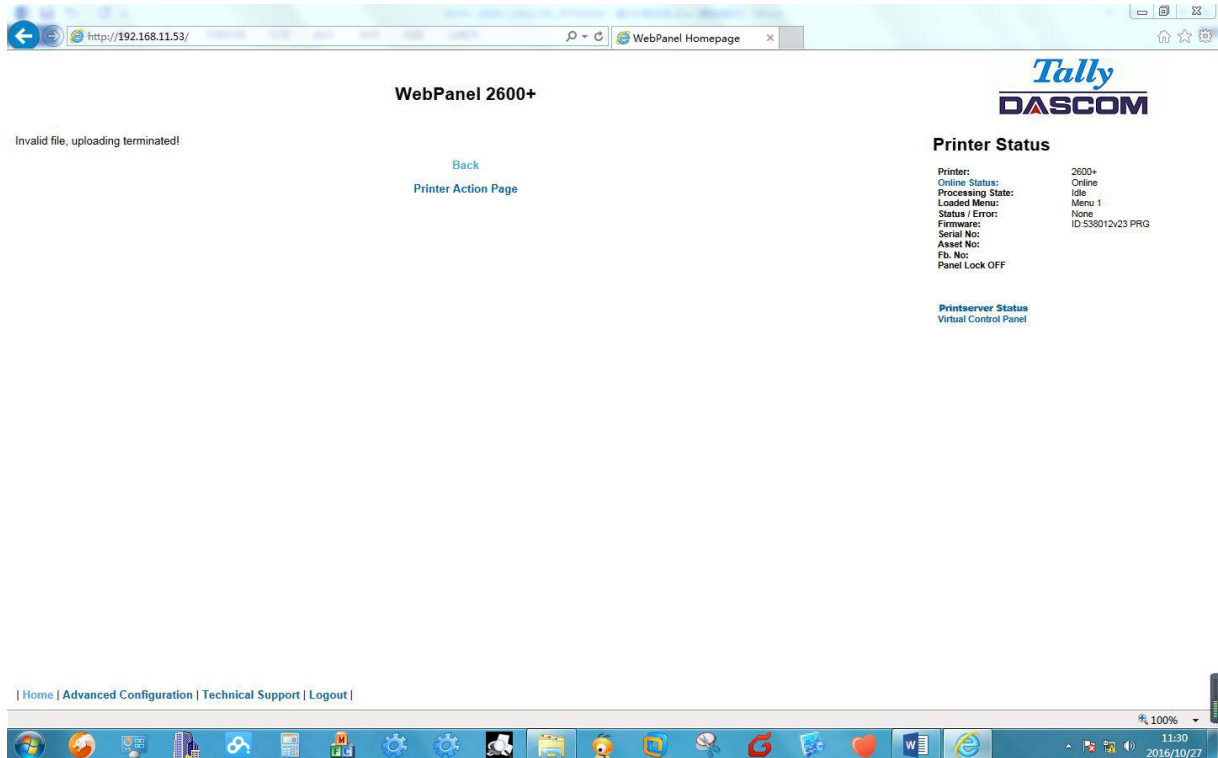 http://192.168.11.53/
WebPanel Homepage
Tally
DASCOM
WebPanel 2600+
Invalid file, uploading terminated!
Back
Printer Action Page
Printer Status
Printer: 2600+
Online Status: Online
Processing State: Idle
Loaded Menu: Menu 1
Status / Error: None
Firmware: ID:538012v23 PRG
Serial No:
Asset No:
Fb. No:
Panel Lock OFF
Printserver Status
Virtual Control Panel
| Home | Advanced Configuration | Technical Support | Logout |
100%
11:30
2016/10/27